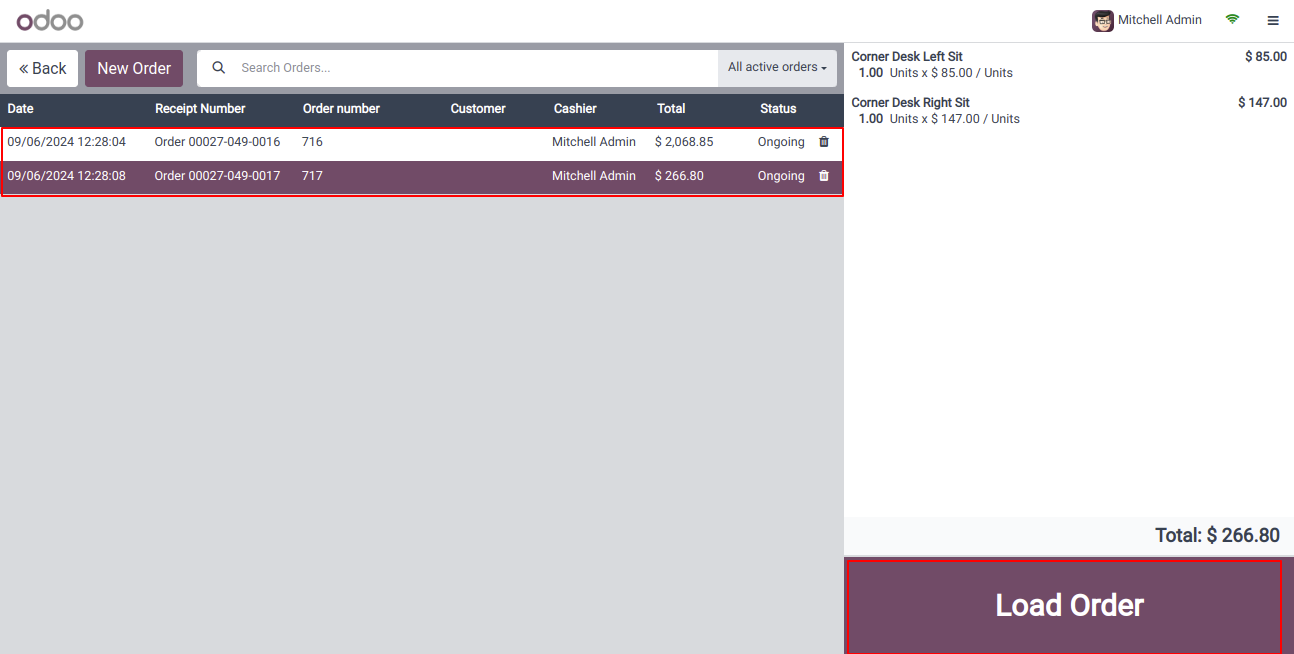 odoo
Mitchell Admin
« Back
New Order
Search Orders...
All active orders
Date Receipt Number Order number Customer Cashier Total Status
09/06/2024 12:28:04 Order 00027-049-0016 716 Mitchell Admin $ 2,068.85 Ongoing
09/06/2024 12:28:08 Order 00027-049-0017 717 Mitchell Admin $ 266.80 Ongoing
Corner Desk Left Sit $ 85.00
1.00 Units x $ 85.00 / Units
Corner Desk Right Sit $ 147.00
1.00 Units x $ 147.00 / Units
Total: $ 266.80
Load Order